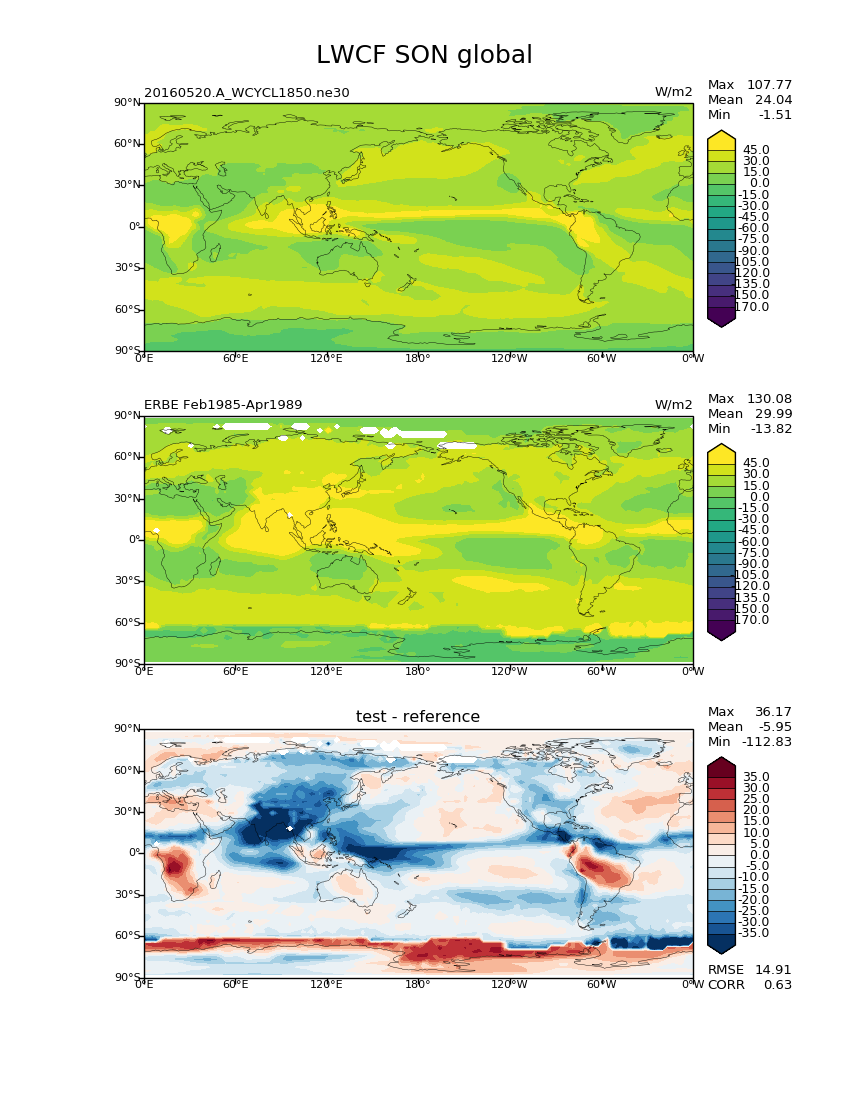 LWCF SON global
20160520.A_WCYCL1850.ne30 W/m2
Max 107.77
Mean 24.04
Min -1.51
90°N
60°N
30°N
0°
30°S
60°S
90°S
0°E 60°E 120°E 180° 120°W 60°W 0°W
45.0
30.0
15.0
0.0
-15.0
-30.0
-45.0
-60.0
-75.0
-90.0
-105.0
-120.0
-135.0
-150.0
-170.0
ERBE Feb1985-Apr1989 W/m2
Max 130.08
Mean 29.99
Min -13.82
90°N
60°N
30°N
0°
30°S
60°S
90°S
0°E 60°E 120°E 180° 120°W 60°W 0°W
45.0
30.0
15.0
0.0
-15.0
-30.0
-45.0
-60.0
-75.0
-90.0
-105.0
-120.0
-135.0
-150.0
-170.0
test - reference
Max 36.17
Mean -5.95
Min -112.83
90°N
60°N
30°N
0°
30°S
60°S
90°S
0°E 60°E 120°E 180° 120°W 60°W 0°W
35.0
30.0
25.0
20.0
15.0
10.0
5.0
0.0
-5.0
-10.0
-15.0
-20.0
-25.0
-30.0
-35.0
RMSE 14.91
CORR 0.63